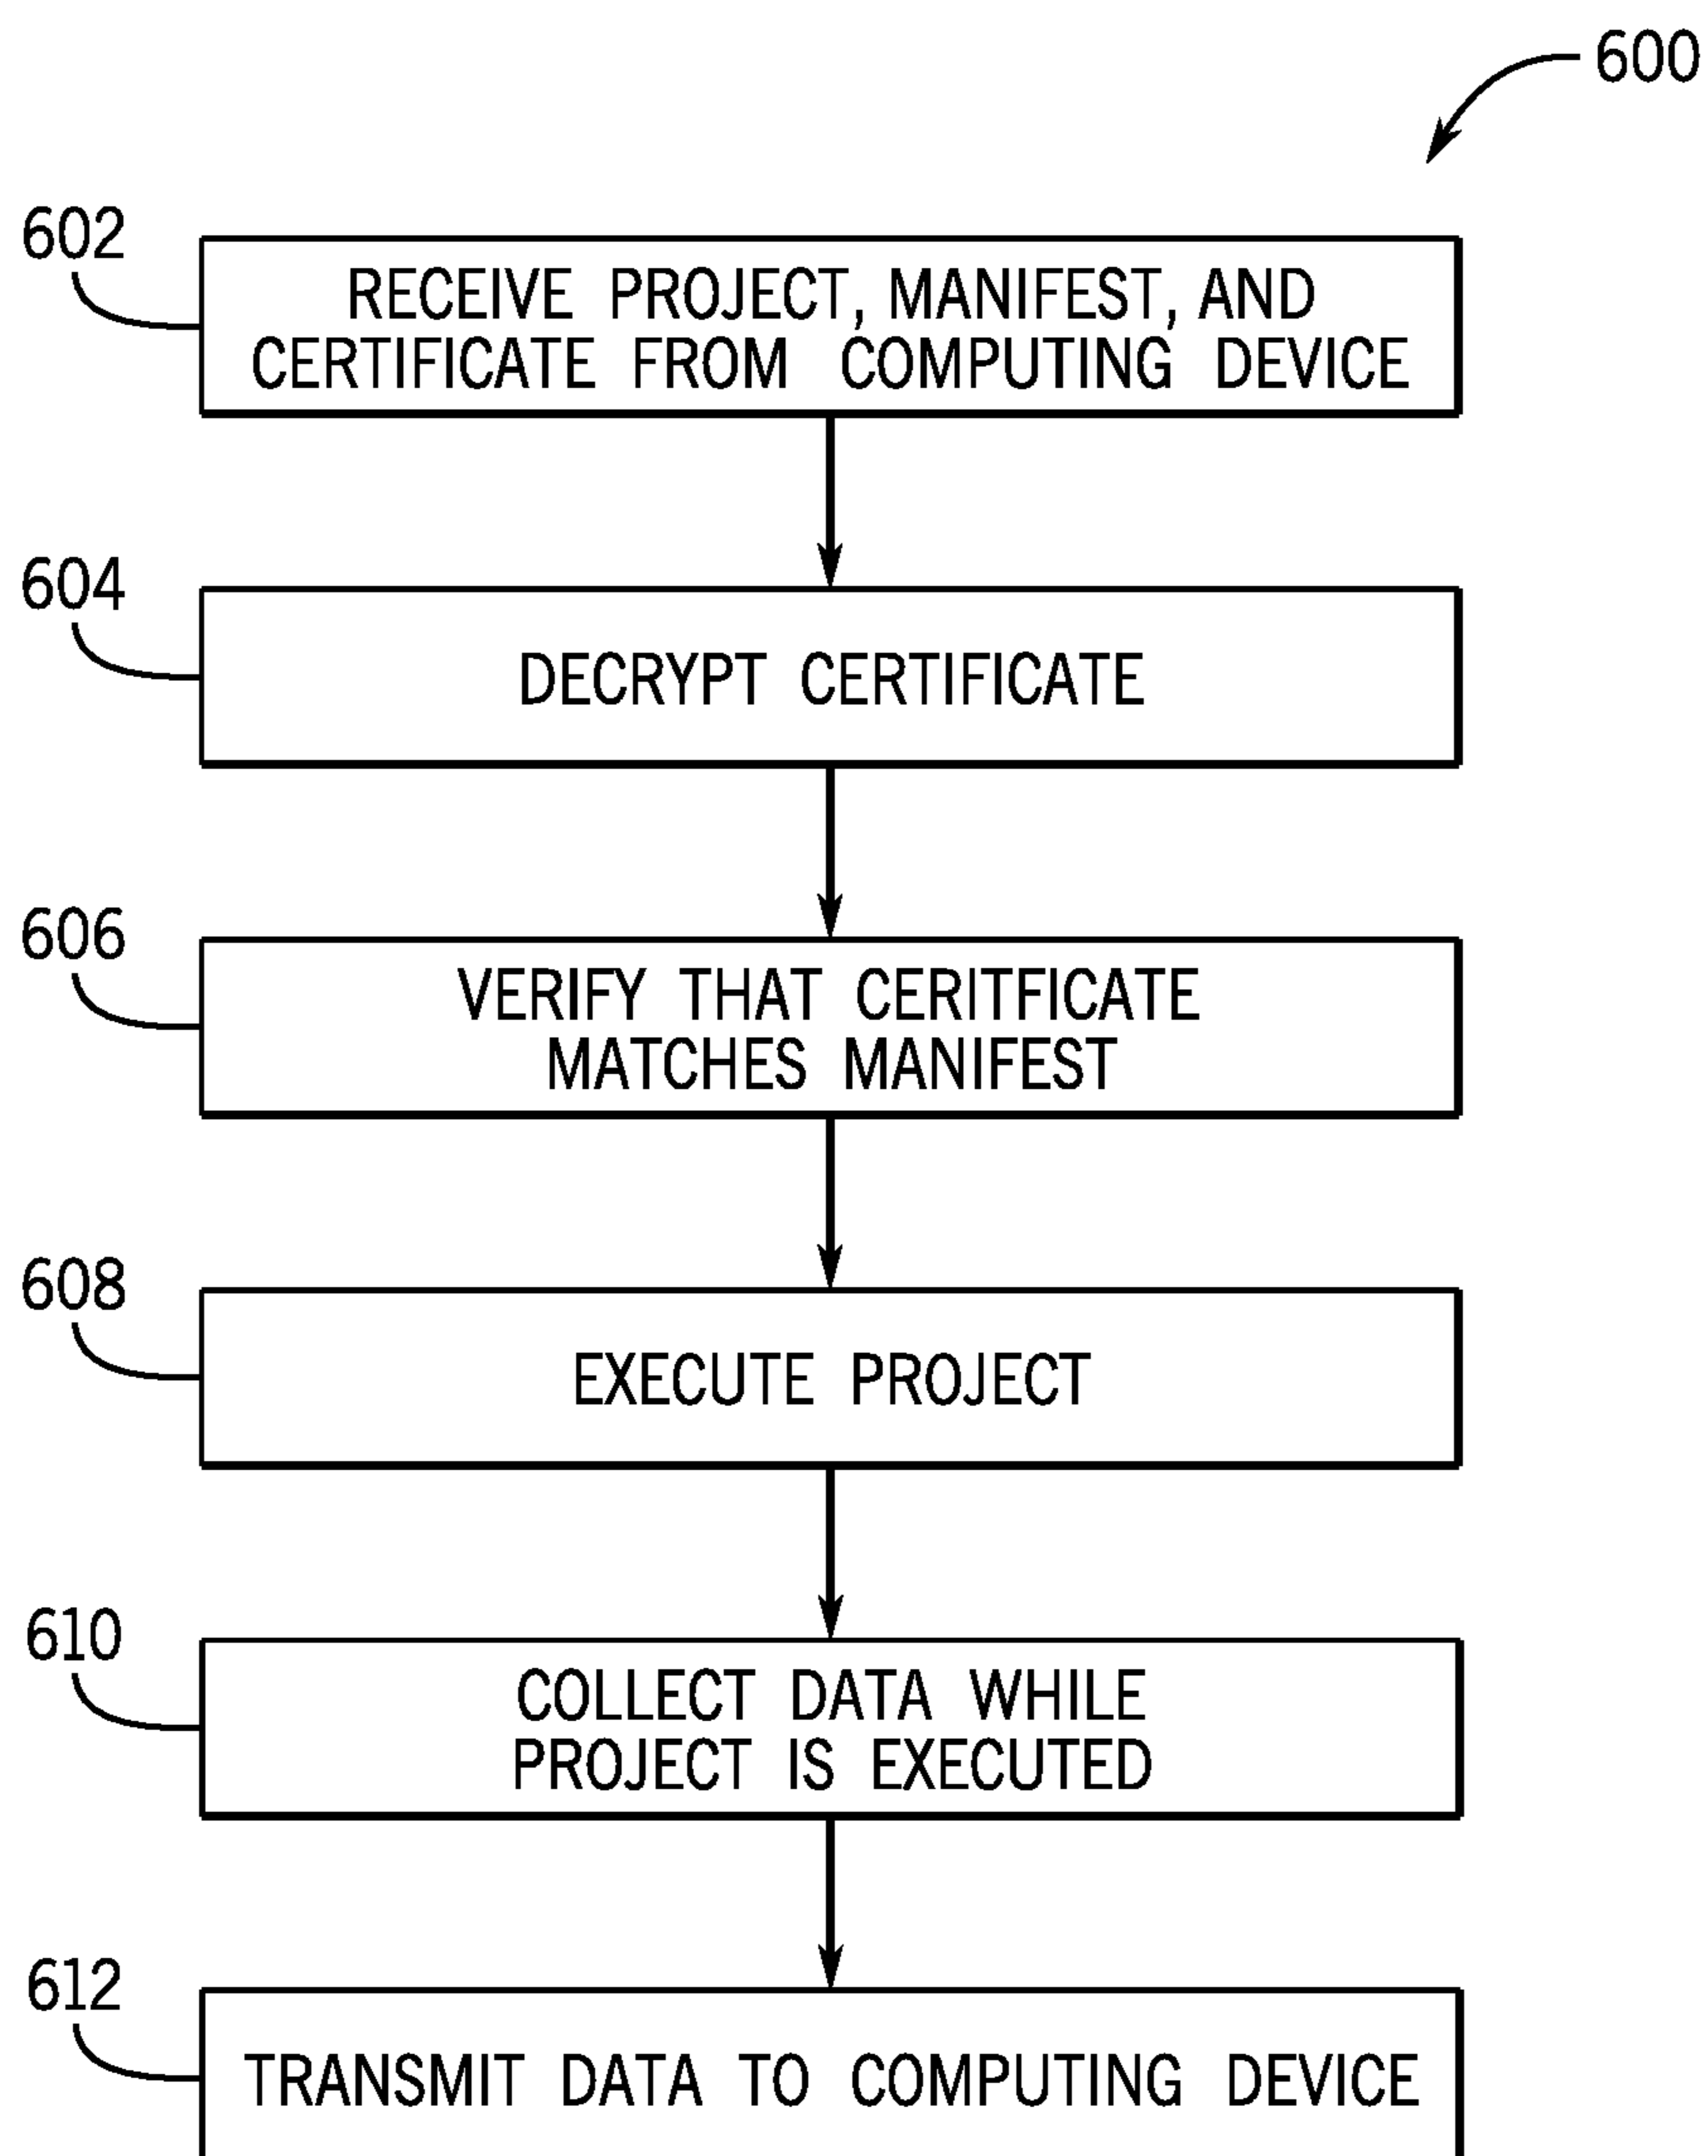 600
602
RECEIVE PROJECT, MANIFEST, AND
CERTIFICATE FROM COMPUTING DEVICE
604
DECRYPT CERTIFICATE
606
VERIFY THAT CERITFICATE
MATCHES MANIFEST
608
EXECUTE PROJECT
610
COLLECT DATA WHILE
PROJECT IS EXECUTED
612
TRANSMIT DATA TO COMPUTING DEVICE